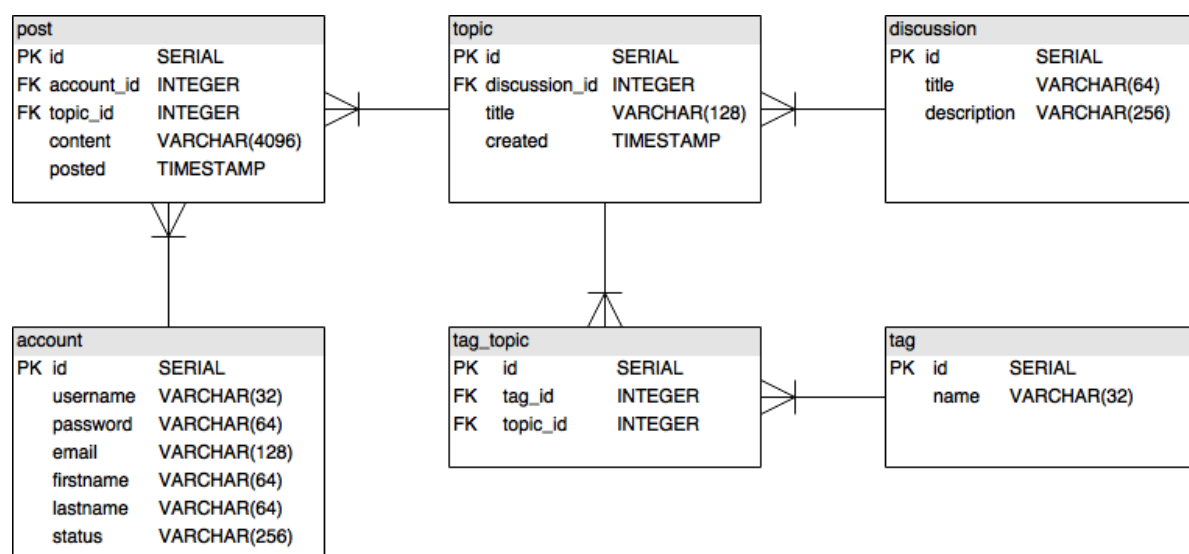 post
PK id SERIAL
FK account_id INTEGER
FK topic_id INTEGER
content VARCHAR(4096)
posted TIMESTAMP
topic
PK id SERIAL
FK discussion_id INTEGER
title VARCHAR(128)
created TIMESTAMP
discussion
PK id SERIAL
title VARCHAR(64)
description VARCHAR(256)
account
PK id SERIAL
username VARCHAR(32)
password VARCHAR(64)
email VARCHAR(128)
firstname VARCHAR(64)
lastname VARCHAR(64)
status VARCHAR(256)
tag_topic
PK id SERIAL
FK tag_id INTEGER
FK topic_id INTEGER
tag
PK id SERIAL
name VARCHAR(32)